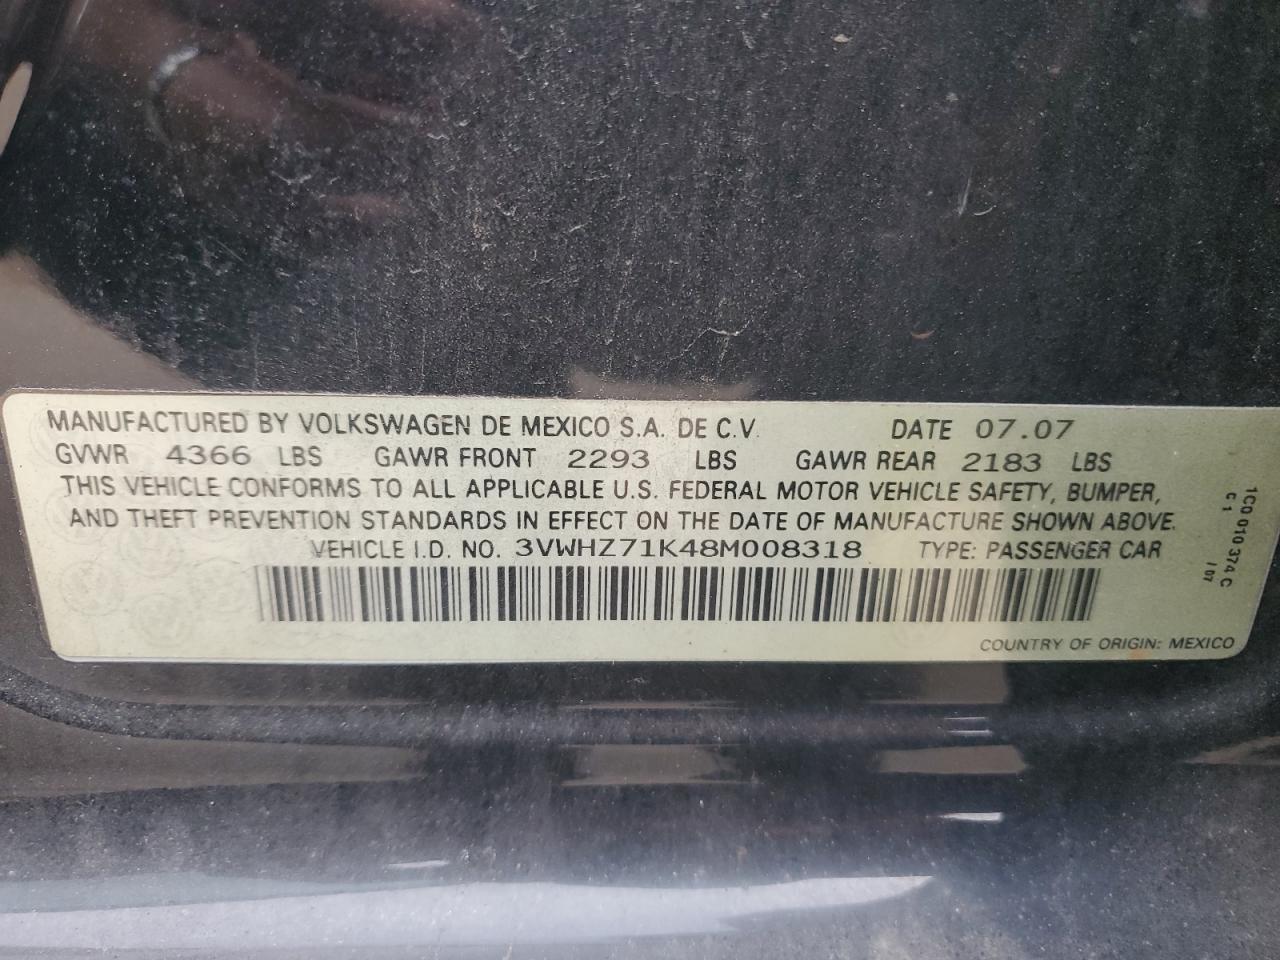 MANUFACTURED BY VOLKSWAGEN DE MEXICO S.A. DE C.V. DATE 07.07
GVWR 4366 LBS GAWR FRONT 2293 LBS GAWR REAR 2183 LBS
THIS VEHICLE CONFORMS TO ALL APPLICABLE U.S. FEDERAL MOTOR VEHICLE SAFETY, BUMPER,
AND THEFT PREVENTION STANDARDS IN EFFECT ON THE DATE OF MANUFACTURE SHOWN ABOVE.
VEHICLE I.D. NO. 3VWHZ71K48M008318 TYPE: PASSENGER CAR
COUNTRY OF ORIGIN: MEXICO
1C0 010 374 C
C 1 I 07